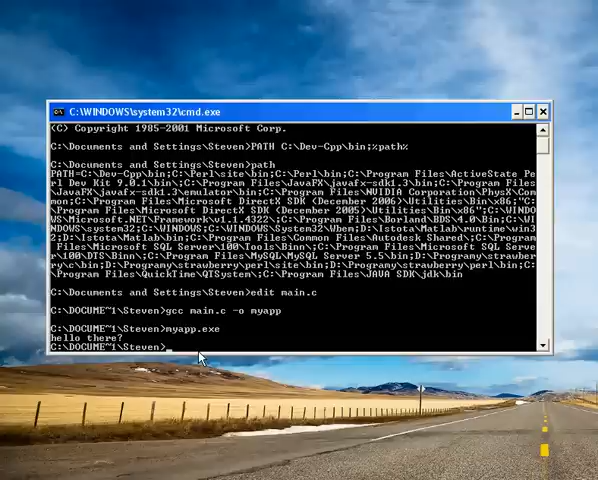 C:\WINDOWS\system32\cmd.exe
(C) Copyright 1985-2001 Microsoft Corp.
C:\Documents and Settings\Steven>PATH C:\Dev-Cpp\bin;%path%
C:\Documents and Settings\Steven>path
PATH=C:\Dev-Cpp\bin;C:\Perl\site\bin;C:\Perl\bin;C:\Program Files\ActiveState Pe
rl Dev Kit 9.0.1\bin\;C:\Program Files\JavaFX\javafx-sdk1.3\bin;C:\Program Files
\JavaFX\javafx-sdk1.3\emulator\bin;C:\Program Files\NVIDIA Corporation\PhysX\Com
mon;C:\Program Files\Microsoft DirectX SDK (December 2006)\Utilities\Bin\x86;"C:
\Program Files\Microsoft DirectX SDK (December 2005)\Utilities\Bin\x86";C:\WINDO
WS\Microsoft.NET\Framework\v1.1.4322;C:\Program Files\Borland\BDS\4.0\Bin;C:\WIN
DOWS\system32;C:\WINDOWS;C:\WINDOWS\System32\Wbem;D:\Istota\Matlab\runtime\win3
2;D:\Istota\Matlab\bin;C:\Program Files\Common Files\Autodesk Shared\;C:\Program
Files\Microsoft SQL Server\100\Tools\Binn\;C:\Program Files\Microsoft SQL Serve
r\100\DTS\Binn\;C:\Program Files\MySQL\MySQL Server 5.5\bin;D:\Programy\strawber
ry\c\bin;D:\Programy\strawberry\perl\site\bin;D:\Programy\strawberry\perl\bin;C:
\Program Files\QuickTime\QTSystem\;C:\Program Files\JAVA SDK\jdk\bin
C:\Documents and Settings\Steven>edit main.c
C:\DOCUME~1\Steven>gcc main.c -o myapp
C:\DOCUME~1\Steven>myapp.exe
hello there?
C:\DOCUME~1\Steven>_